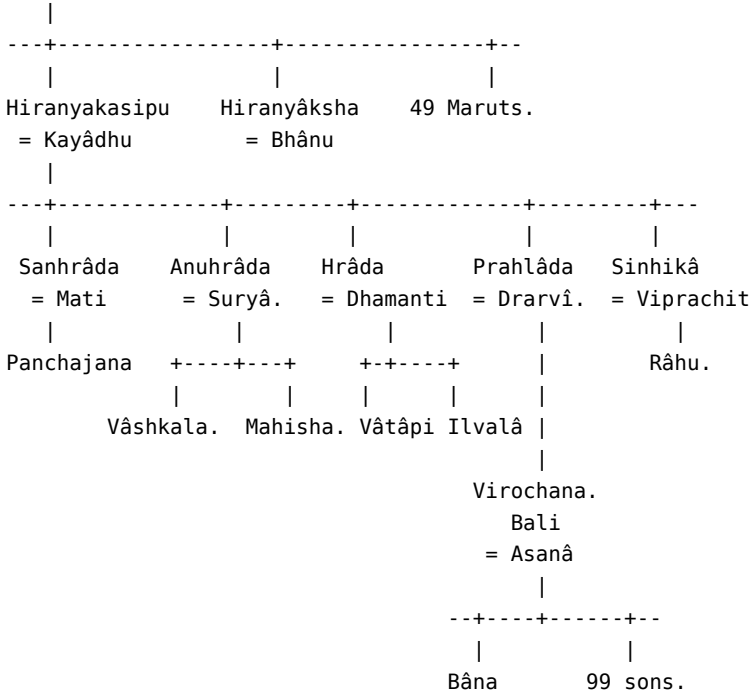 |
---+-----------------+----------------+--
   |                 |                |
Hiranyakasipu    Hiranyâksha    49 Maruts.
 = Kayâdhu         = Bhânu
   |
---+-------------+---------+-------------+---------+---
   |             |         |             |         |
 Sanhrâda    Anuhrâda    Hrâda       Prahlâda   Sinhikâ
  = Mati      = Suryâ.   = Dhamanti  = Drarvî.  = Viprachit
   |              |            |          |          |
Panchajana   +----+---+     +-+----+      |        Râhu.
             |        |     |      |      |
        Vâshkala.  Mahisha. Vâtâpi Ilvalâ |
                                          |
                                     Virochana.
                                        Bali
                                      = Asanâ
                                          |
                                   --+----+------+--
                                     |           |
                                   Bâna       99 sons.